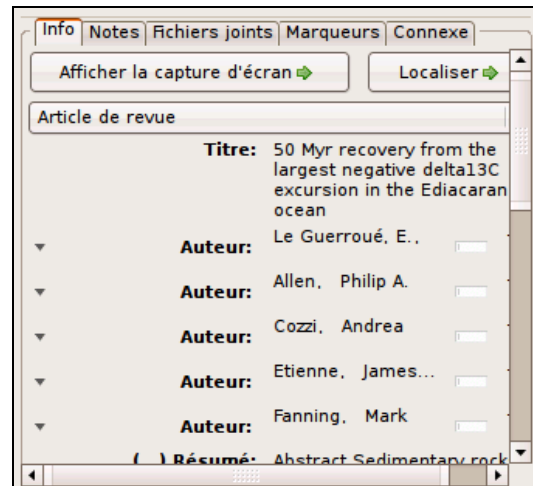 Info Notes Fichiers joints Marqueurs Connexe
Afficher la capture d'écran Localiser
Article de revue
Titre: 50 Myr recovery from the
largest negative delta13C
excursion in the Ediacaran
ocean
Auteur: Le Guerroué, E.,
Auteur: Allen, Philip A.
Auteur: Cozzi, Andrea
Auteur: Etienne, James...
Auteur: Fanning, Mark
(...) Résumé: Abstract Sedimentary rock